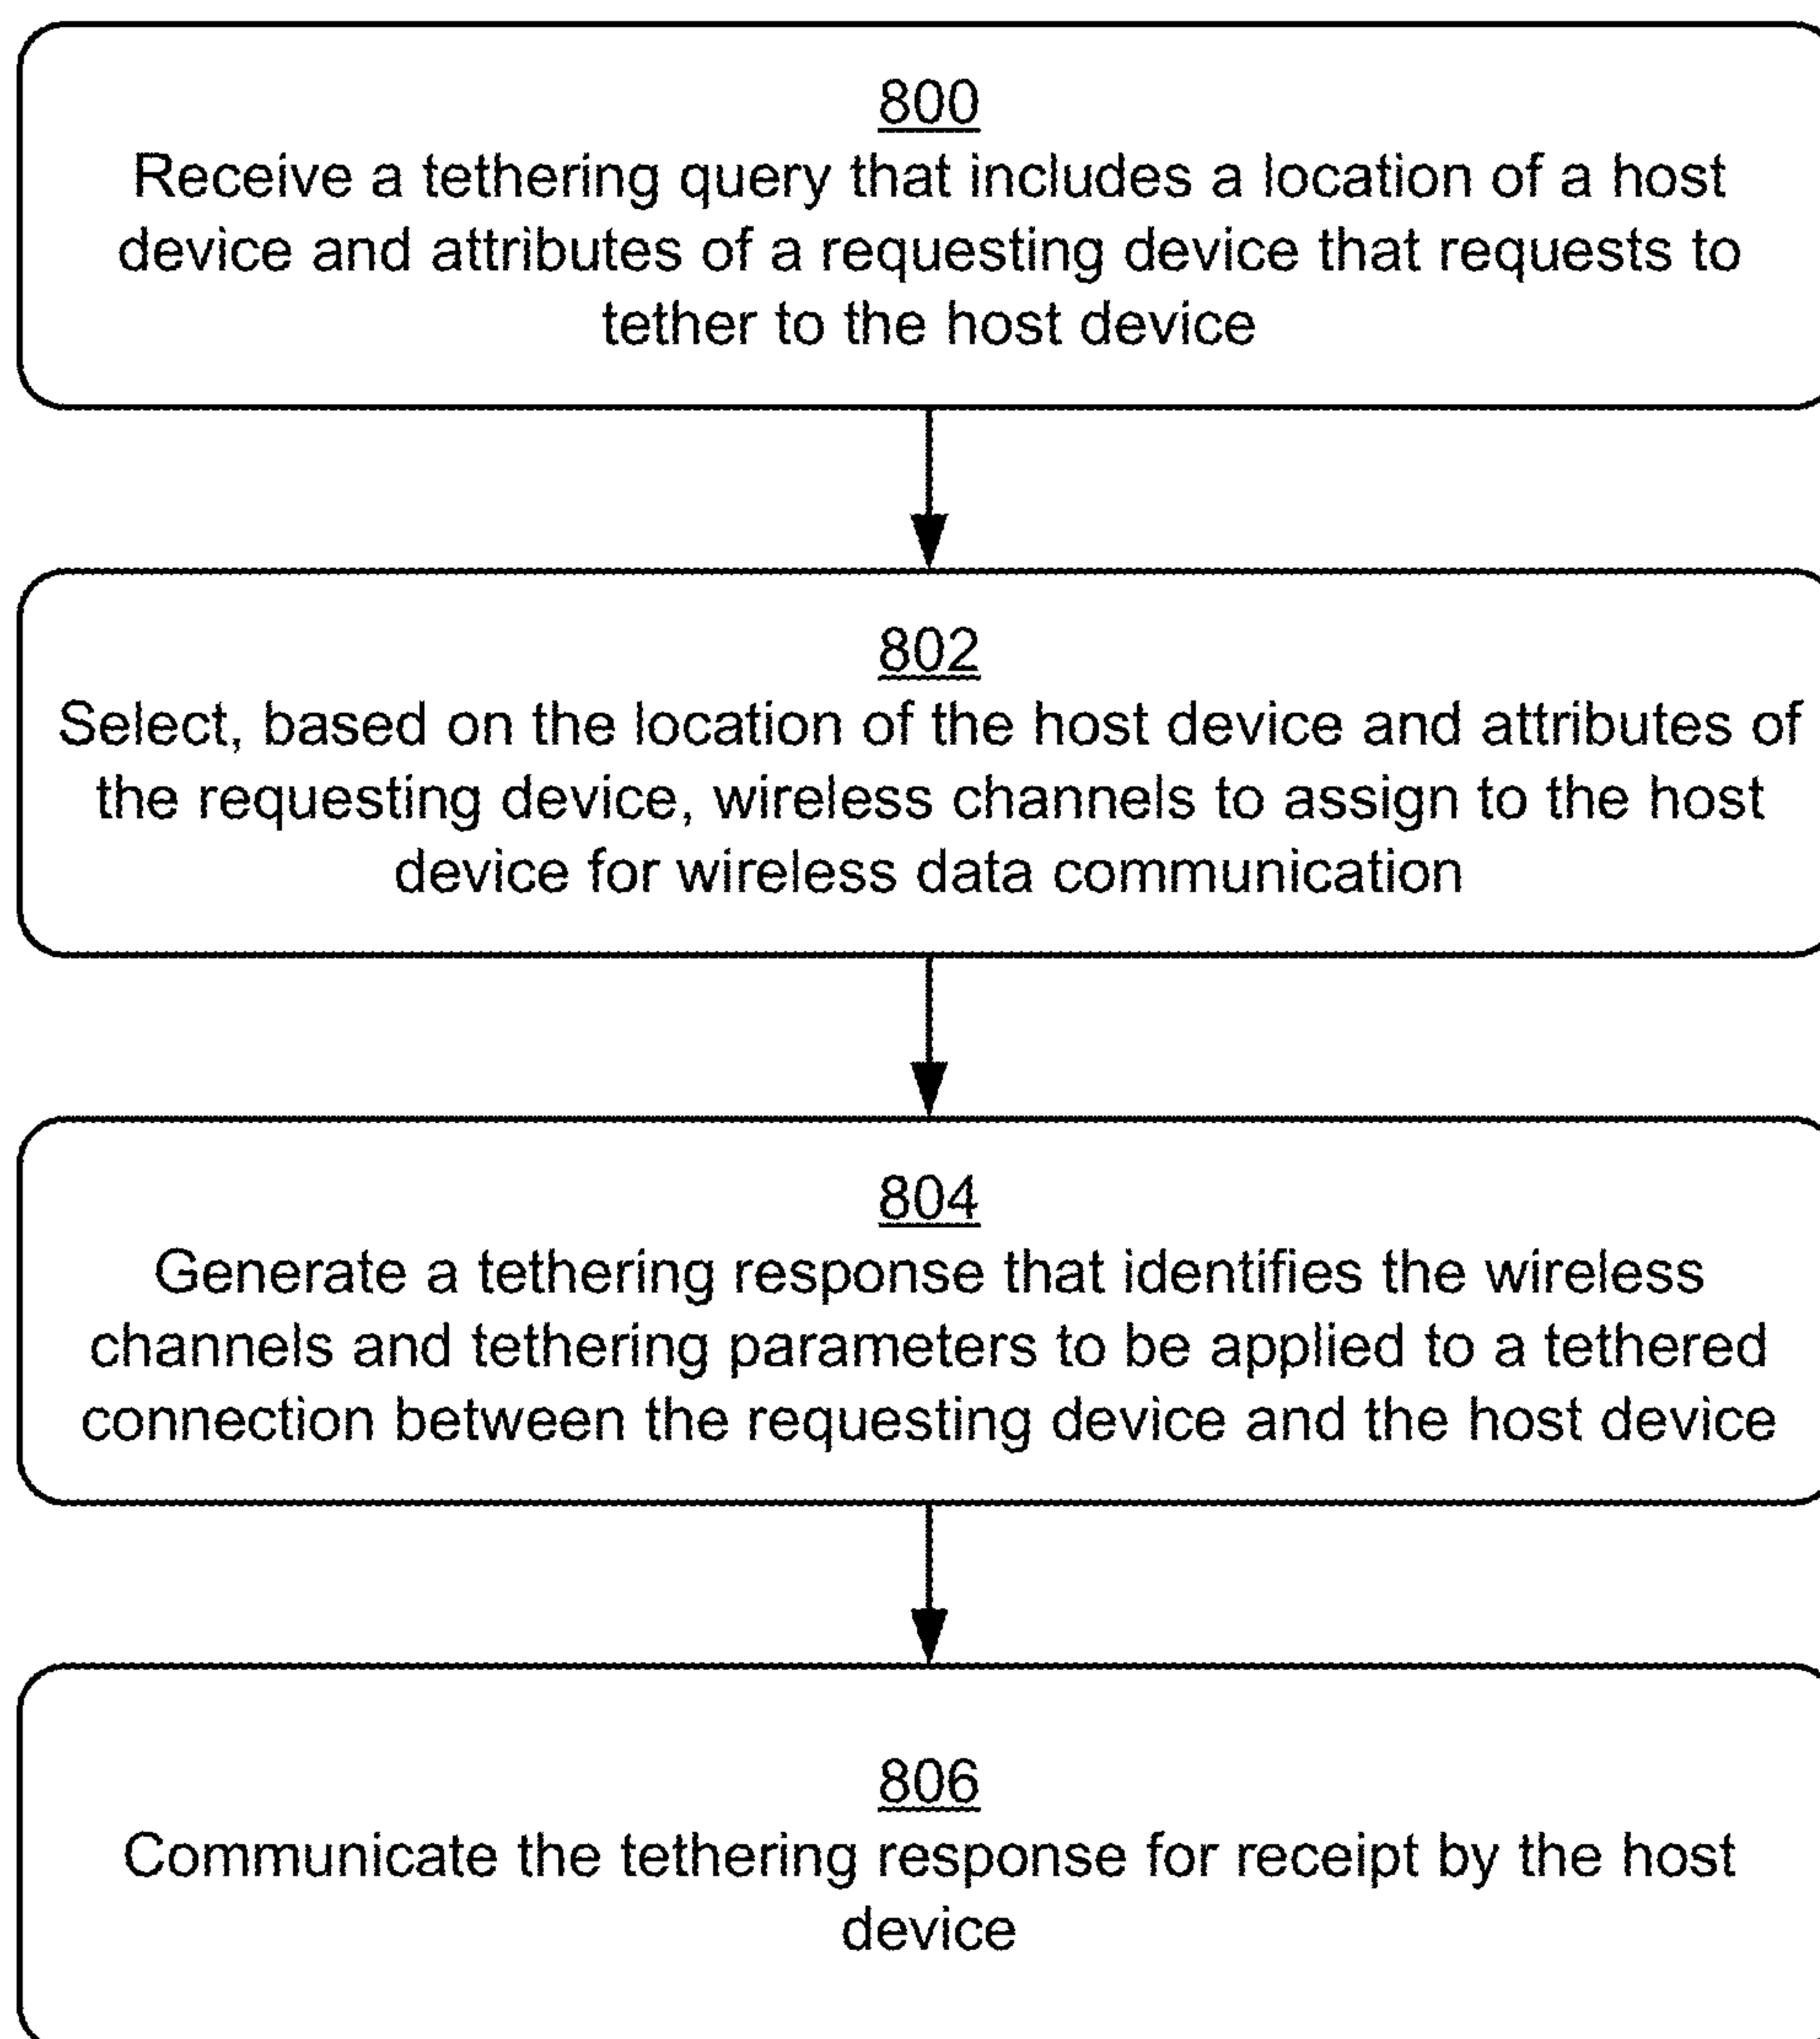 800
Receive a tethering query that includes a location of a host
device and attributes of a requesting device that requests to
tether to the host device
802
Select, based on the location of the host device and attributes of
the requesting device, wireless channels to assign to the host
device for wireless data communication
804
Generate a tethering response that identifies the wireless
channels and tethering parameters to be applied to a tethered
connection between the requesting device and the host device
806
Communicate the tethering response for receipt by the host
device